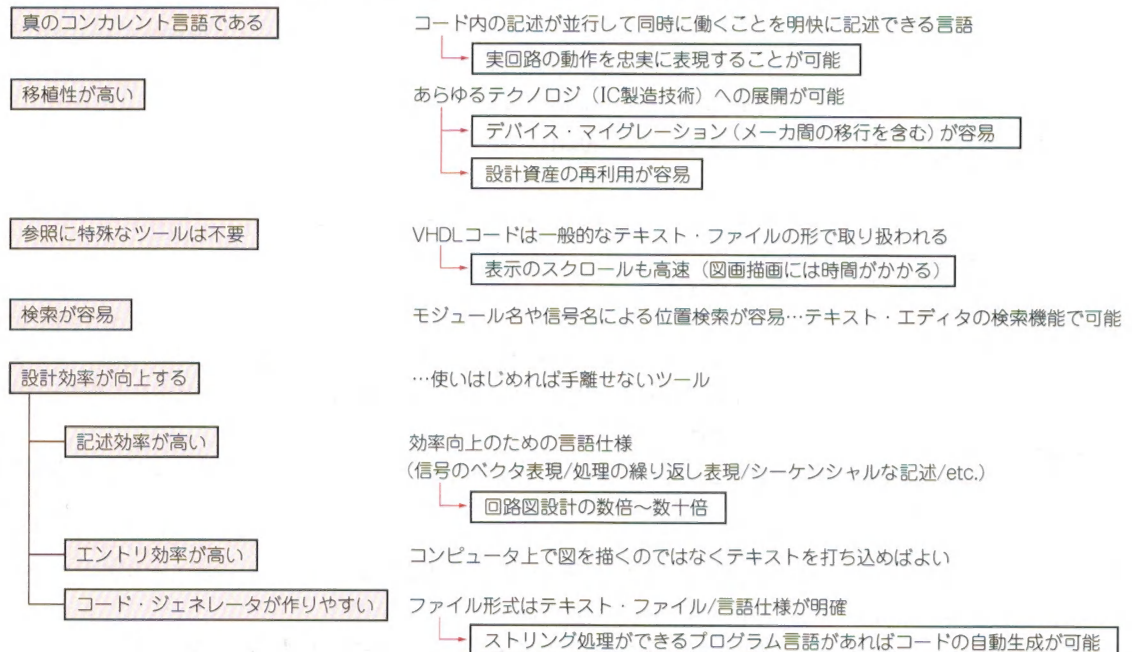 真のコンカレント言語である
コード内の記述が並行して同時に働くことを明快に記述できる言語
実回路の動作を忠実に表現することが可能
移植性が高い
あらゆるテクノロジ（IC製造技術）への展開が可能
デバイス・マイグレーション（メーカ間の移行を含む）が容易
設計資産の再利用が容易
参照に特殊なツールは不要
VHDLコードは一般的なテキスト・ファイルの形で取り扱われる
表示のスクロールも高速（図画描画には時間がかかる）
検索が容易
モジュール名や信号名による位置検索が容易…テキスト・エディタの検索機能で可能
設計効率が向上する
…使いはじめれば手離せないツール
記述効率が高い
効率向上のための言語仕様
（信号のベクタ表現/処理の繰り返し表現/シーケンシャルな記述/etc.）
回路図設計の数倍～数十倍
エントリ効率が高い
コンピュータ上で図を描くのではなくテキストを打ち込めばよい
コード・ジェネレータが作りやすい
ファイル形式はテキスト・ファイル/言語仕様が明確
ストリング処理ができるプログラム言語があればコードの自動生成が可能